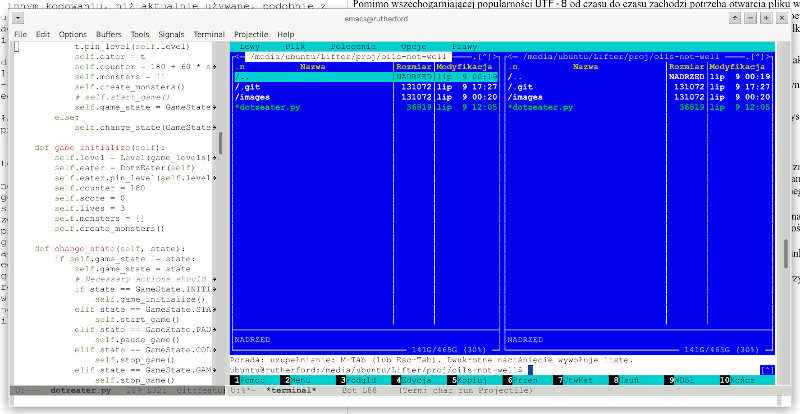 innym kodowaniu, niż aktualnie używane, podobnie z
Pomimo wszechogarniającej popularności UTF-8 od czasu do czasu zachodzi potrzeba otwarcia pliku w
emacs@rutherford
File Edit Options Buffers Tools Signals Terminal Projectile Help
t.pin_level(self.level)
self.eater = t
self.counter = 180 + 60 * s
self.monsters = []
self.create_monsters()
# self.start_game()
self.game_state = GameState
else:
self.change_state(GameState
def game_initialize(self):
self.level = Level(game_levels[
self.eater = DotzEater(self)
self.eater.pin_level(self.level
self.counter = 180
self.score = 0
self.lives = 3
self.monsters = []
self.create_monsters()
def change_state(self, state):
if self.game_state != state:
self.game_state = state
# Necessary actions should
if state == GameState.INITI
self.game_initialize()
elif state == GameState.STA
self.start_game()
elif state == GameState.PAU
self.pause_game()
elif state == GameState.COL
self.stop_game()
elif state == GameState.GAM
self.stop_game()
U:--- dotzeater.py 28% L321 Git:featu
Lewy Plik Polecenie Opcje Prawy
/media/ubuntu/Lifter/proj/oils-not-well .[^]>
.n Nazwa Rozmiar Modyfikacja
/.. NADRZĘD lip 9 00:19
/.git 131072 lip 9 17:27
/images 131072 lip 9 00:20
*dotzeater.py 36819 lip 9 12:05
NADRZĘD
141G/465G (30%)
/media/ubuntu/Lifter/proj/oils-not-well .[^]>
.n Nazwa Rozmiar Modyfikacja
/.. NADRZĘD lip 9 00:19
/.git 131072 lip 9 17:27
/images 131072 lip 9 00:20
*dotzeater.py 36819 lip 9 12:05
NADRZĘD
141G/465G (30%)
Porada: uzupełnianie: M-Tab (lub Esc-Tab). Dwukrotne naciśnięcie wywołuje listę.
ubuntu@rutherford:/media/ubuntu/Lifter/proj/oils-not-well$ [^]
1Pomoc 2Menu 3Podgld 4Edycja 5Kopiuj 6PrzenA 7UtwKat 8Usuń 9MDół 10Kończ
U:%*- *terminal* Bot L68 (Term: char run Projectile)